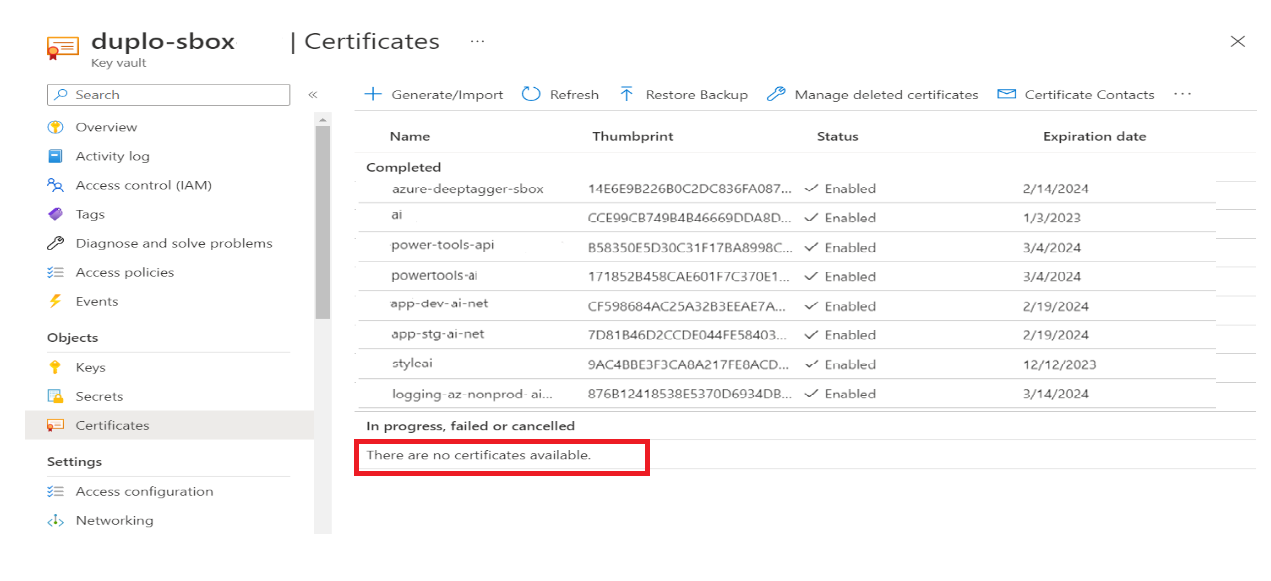 duplo-sbox | Certificates ...
Key vault
Search «
Generate/Import Refresh Restore Backup Manage deleted certificates Certificate Contacts ...
Overview
Activity log
Access control (IAM)
Tags
Diagnose and solve problems
Access policies
Events
Objects
Keys
Secrets
Certificates
Settings
Access configuration
Networking
Name Thumbprint Status Expiration date
Completed
azure-deeptagger-sbox 14E6E9B226B0C2DC836FA087... Enabled 2/14/2024
ai CCE99CB749B4B46669DDA8D... Enabled 1/3/2023
power-tools-api B58350E5D30C31F17BA8998C... Enabled 3/4/2024
powertools-ai 171852B458CAE601F7C370E1... Enabled 3/4/2024
app-dev-ai-net CF598684AC25A32B3EEAE7A... Enabled 2/19/2024
app-stg-ai-net 7D81B46D2CCDE044FE58403... Enabled 2/19/2024
styleai 9AC4BBE3F3CA8A217FE8ACD... Enabled 12/12/2023
logging-az-nonprod-ai... 876B12418538E5370D6934DB... Enabled 3/14/2024
In progress, failed or cancelled
There are no certificates available.